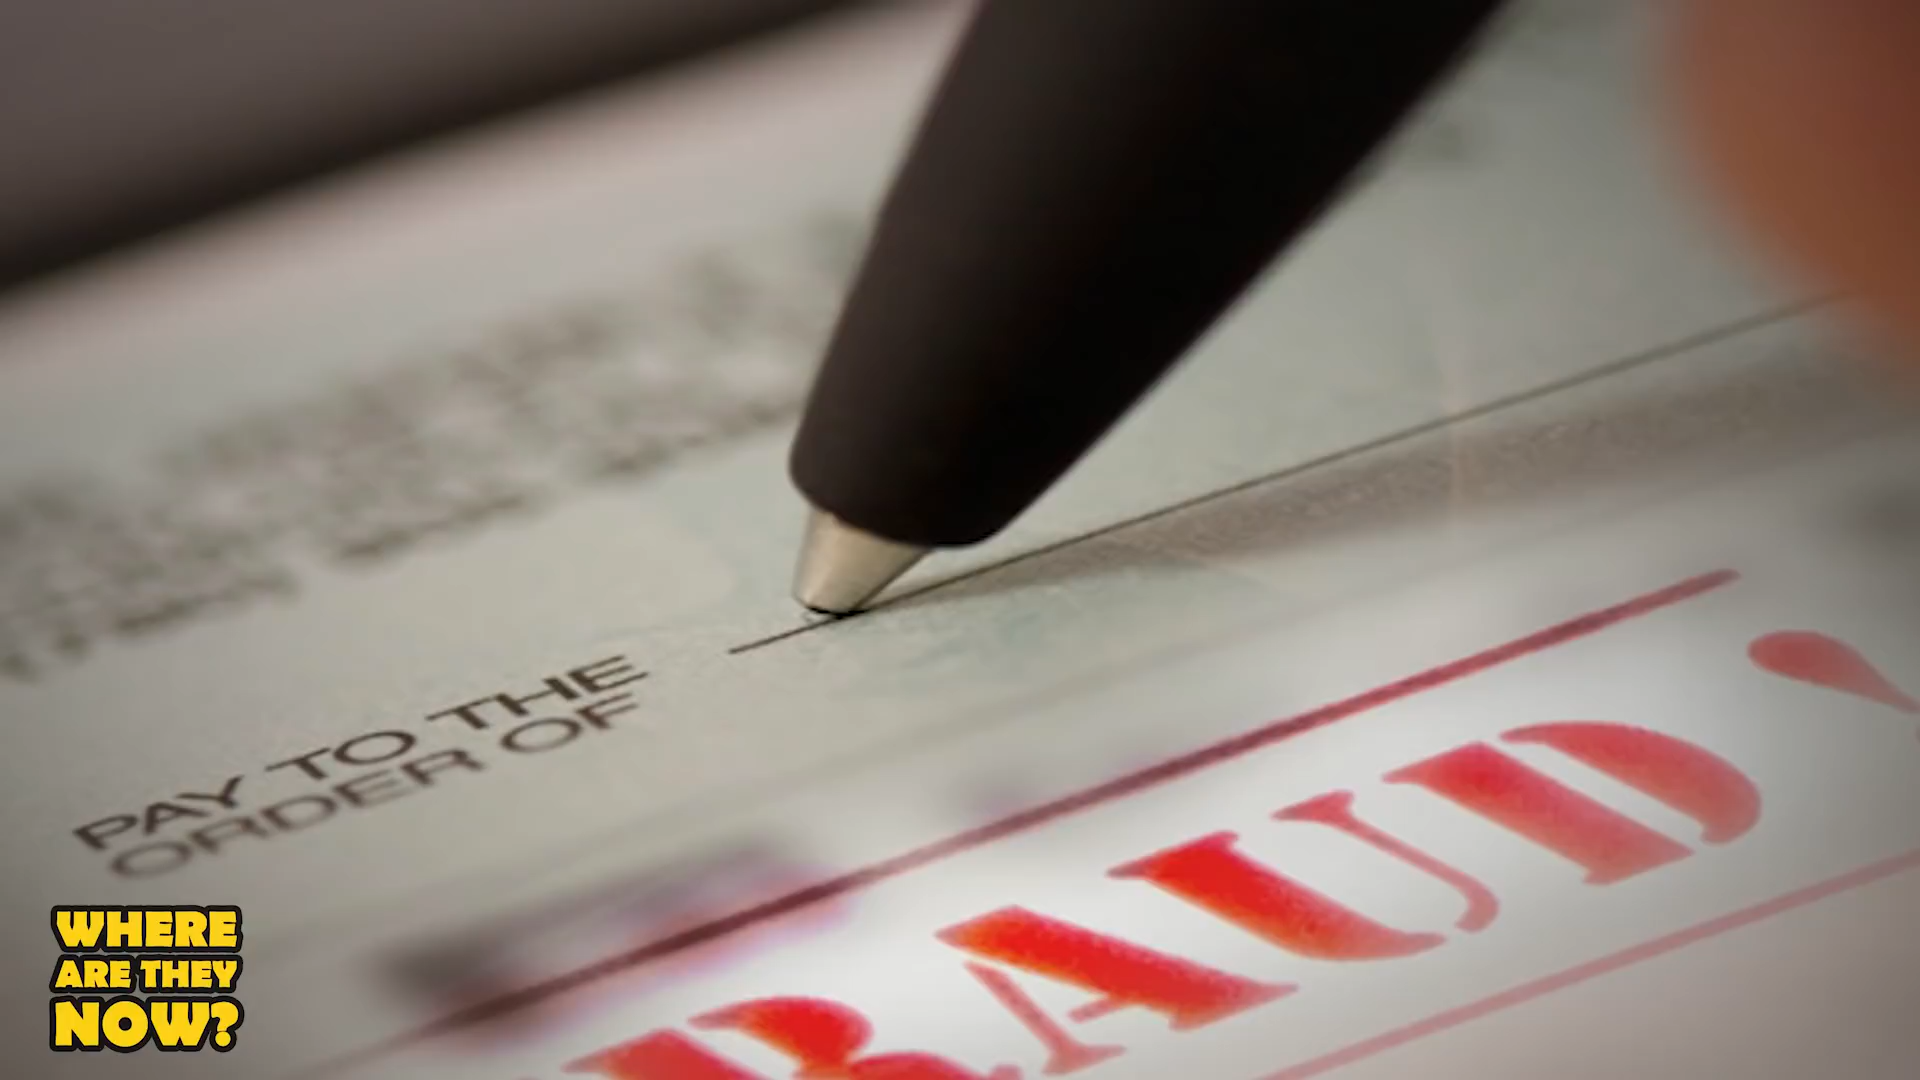 PAY TO THE
ORDER OF
RAUD!
WHERE
ARE THEY
NOW?